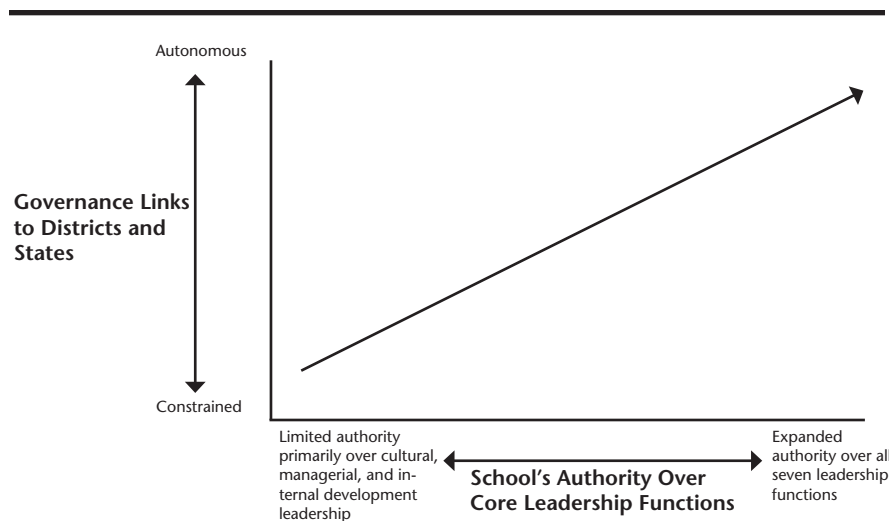 Autonomous
Governance Links
to Districts and
States
Constrained
Limited authority
primarily over cultural,
managerial, and in-
ternal development
leadership
School's Authority Over
Core Leadership Functions
Expanded
authority over all
seven leadership
functions